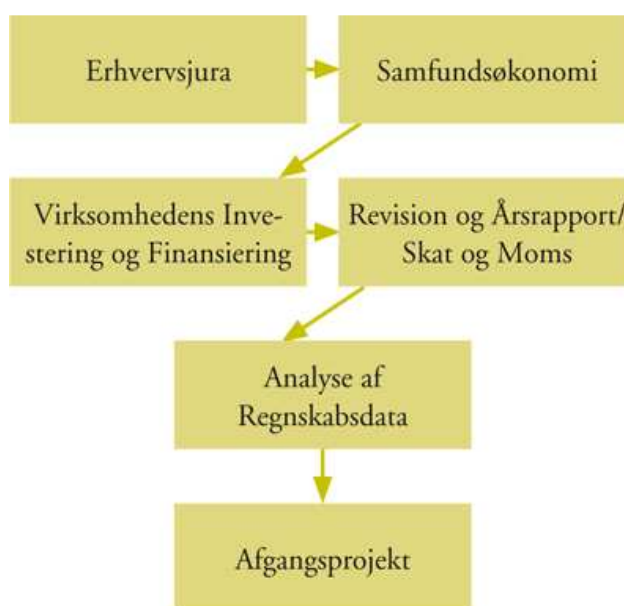 Erhvervsjura
Samfundsøkonomi
Virksomhedens Inve-
stering og Finansiering
Revision og Årsrapport/
Skat og Moms
Analyse af
Regnskabsdata
Afgangsprojekt